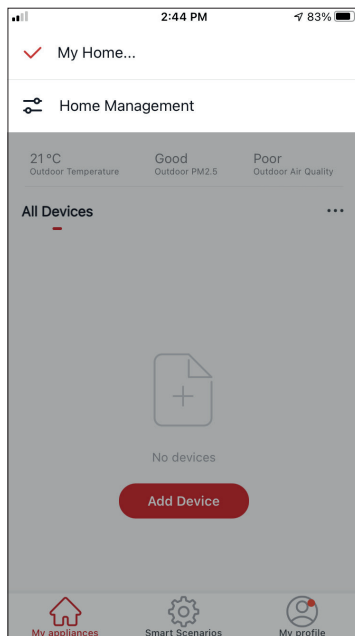 2:44 PM 83%
My Home...
Home Management
21 °C Good Poor
Outdoor Temperature Outdoor PM2.5 Outdoor Air Quality
All Devices
No devices
Add Device
My appliances Smart Scenarios My profile